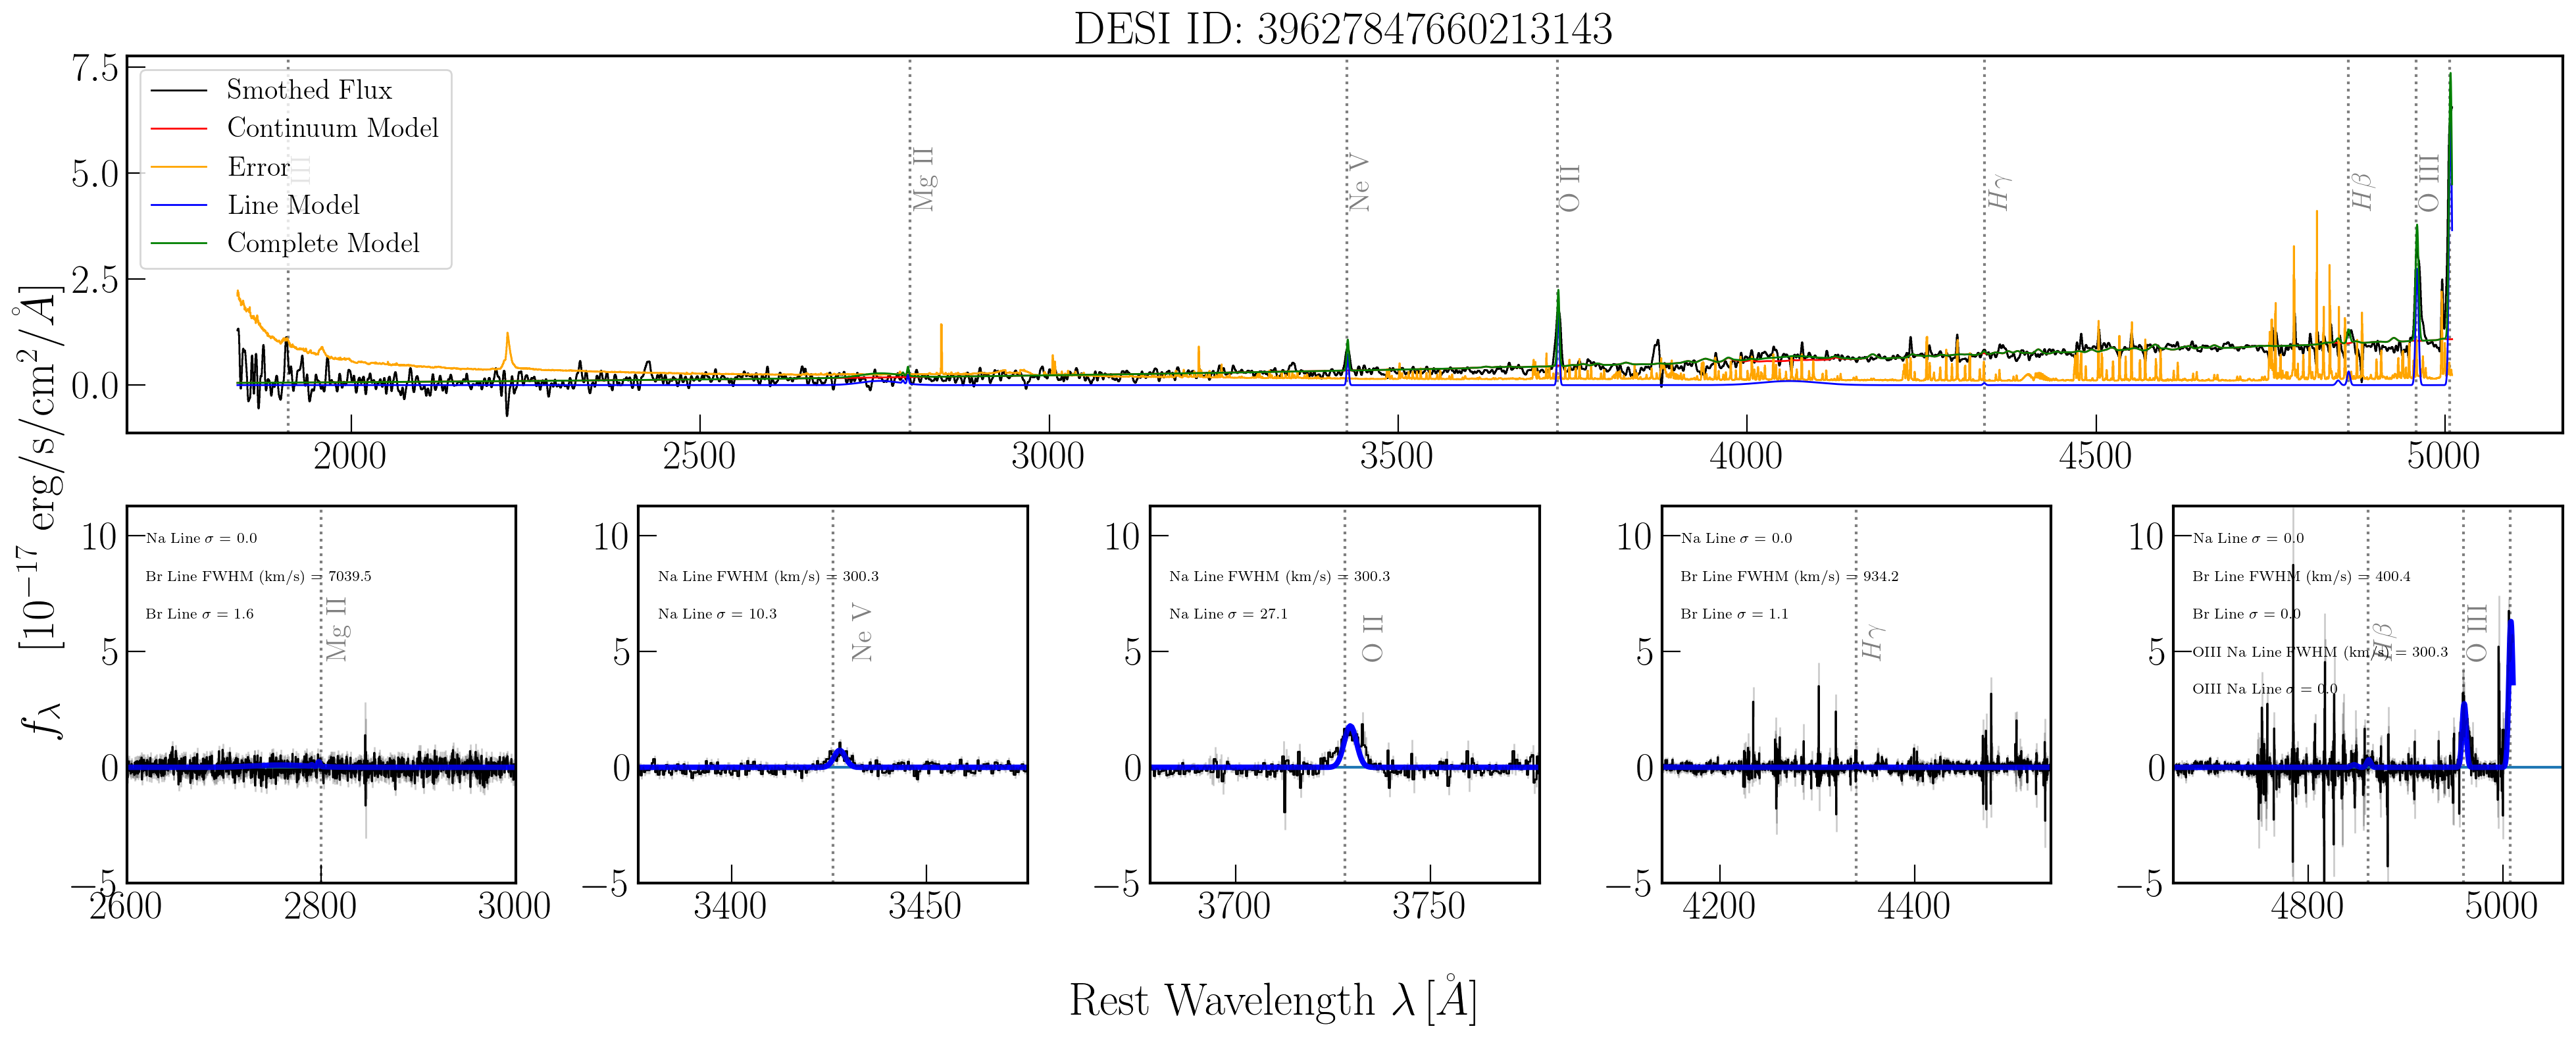 DESI ID: 39627847660213143
7.5
5.0
2.5
0.0
Smothed Flux
Continuum Model
Error
Line Model
Complete Model
III
Mg II
Ne V
O II
Hγ
Hβ
O III
2000
2500
3000
3500
4000
4500
5000
fλ [10−17 erg/s/cm2/Å]
10
5
0
−5
Na Line σ = 0.0
Br Line FWHM (km/s) = 7039.5
Br Line σ = 1.6
Mg II
2600
2800
3000
10
5
0
−5
Na Line FWHM (km/s) = 300.3
Na Line σ = 10.3
Ne V
3400
3450
10
5
0
−5
Na Line FWHM (km/s) = 300.3
Na Line σ = 27.1
O II
3700
3750
10
5
0
−5
Na Line σ = 0.0
Br Line FWHM (km/s) = 934.2
Br Line σ = 1.1
Hγ
4200
4400
10
5
0
−5
Na Line σ = 0.0
Br Line FWHM (km/s) = 400.4
Br Line σ = 0.0
OIII Na Line FWHM (km/s) = 300.3
OIII Na Line σ = 0.0
Hβ
O III
4800
5000
Rest Wavelength λ [Å]